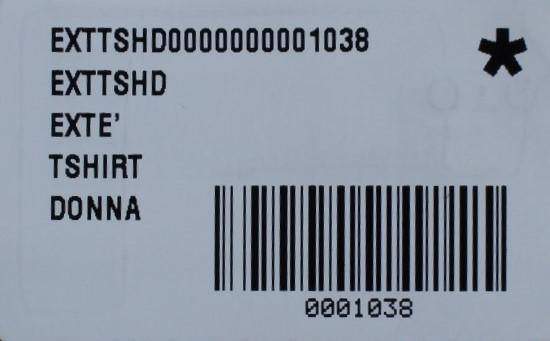 EXTTSHD0000000001038 *
EXTTSHD
EXTE'
TSHIRT
DONNA
0001038